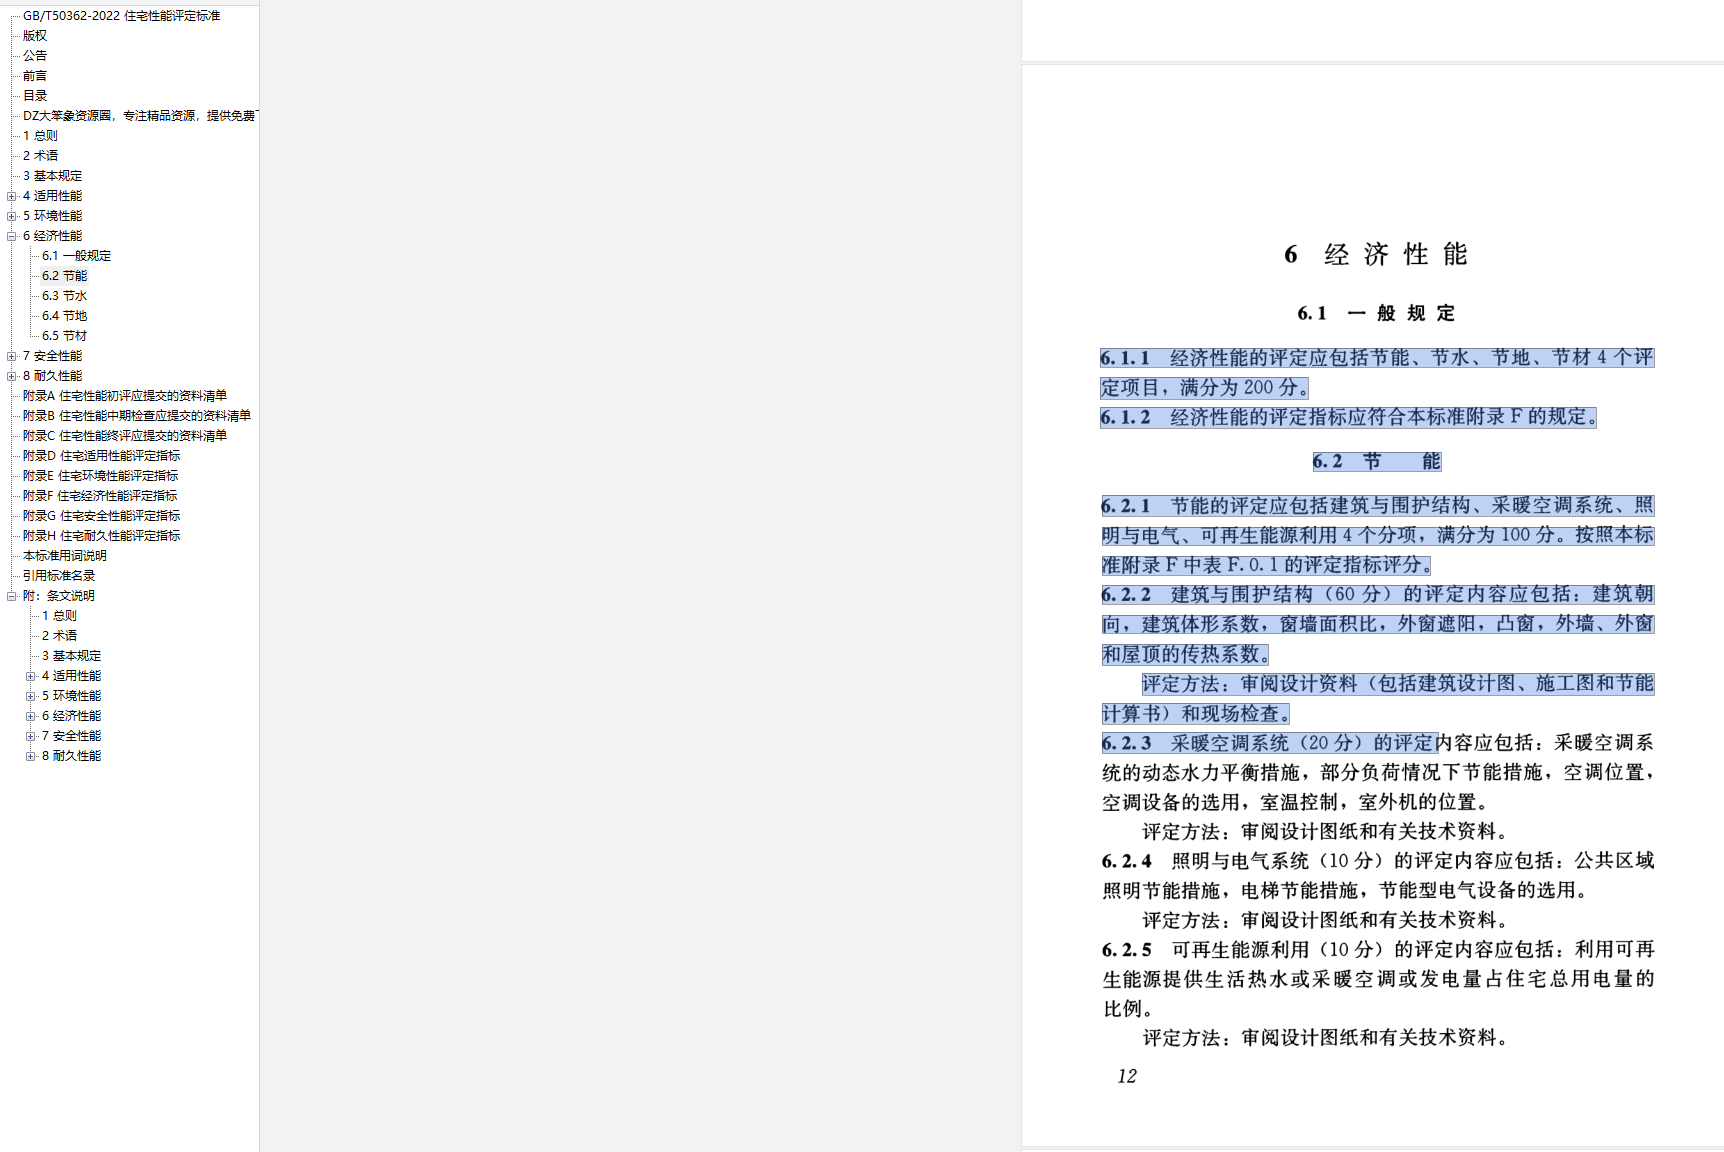 GB/T50362-2022 住宅性能评定标准
版权
公告
前言
目录
DZ大笨象资源圈，专注精品资源，提供免费
1 总则
2 术语
3 基本规定
4 适用性能
5 环境性能
6 经济性能
6.1 一般规定
6.2 节能
6.3 节水
6.4 节地
6.5 节材
7 安全性能
8 耐久性能
附录A 住宅性能初评应提交的资料清单
附录B 住宅性能中期检查应提交的资料清单
附录C 住宅性能终评应提交的资料清单
附录D 住宅适用性能评定指标
附录E 住宅环境性能评定指标
附录F 住宅经济性能评定指标
附录G 住宅安全性能评定指标
附录H 住宅耐久性能评定指标
本标准用词说明
引用标准名录
附：条文说明
1 总则
2 术语
3 基本规定
4 适用性能
5 环境性能
6 经济性能
7 安全性能
8 耐久性能
6 经济性能
6.1 一般规定
6.1.1 经济性能的评定应包括节能、节水、节地、节材 4 个评
定项目，满分为 200 分。
6.1.2 经济性能的评定指标应符合本标准附录 F 的规定。
6.2 节 能
6.2.1 节能的评定应包括建筑与围护结构、采暖空调系统、照
明与电气、可再生能源利用 4 个分项，满分为 100 分。按照本标
准附录 F 中表 F.0.1 的评定指标评分。
6.2.2 建筑与围护结构（60 分）的评定内容应包括：建筑朝
向，建筑体形系数，窗墙面积比，外窗遮阳，凸窗，外墙、外窗
和屋顶的传热系数。
评定方法：审阅设计资料（包括建筑设计图、施工图和节能
计算书）和现场检查。
6.2.3 采暖空调系统（20 分）的评定内容应包括：采暖空调系
统的动态水力平衡措施，部分负荷情况下节能措施，空调位置，
空调设备的选用，室温控制，室外机的位置。
评定方法：审阅设计图纸和有关技术资料。
6.2.4 照明与电气系统（10 分）的评定内容应包括：公共区域
照明节能措施，电梯节能措施，节能型电气设备的选用。
评定方法：审阅设计图纸和有关技术资料。
6.2.5 可再生能源利用（10 分）的评定内容应包括：利用可再
生能源提供生活热水或采暖空调或发电量占住宅总用电量的
比例。
评定方法：审阅设计图纸和有关技术资料。
12